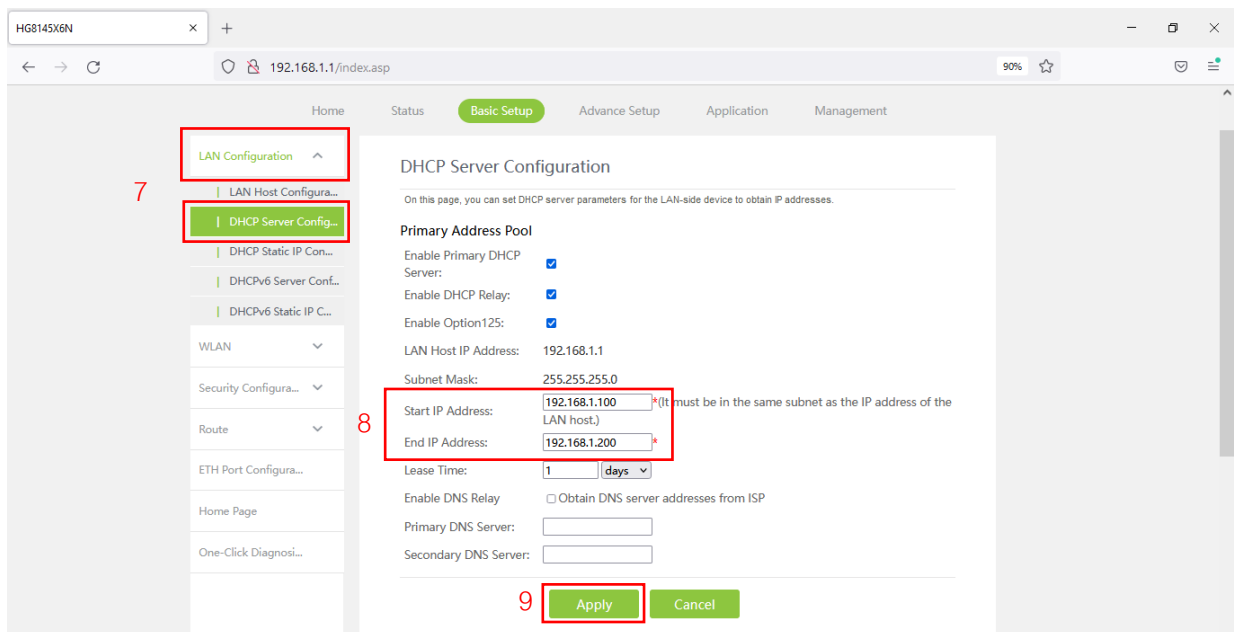 HG8145X6N
192.168.1.1/index.asp
90%
Home Status Basic Setup Advance Setup Application Management
7
LAN Configuration
LAN Host Configura...
DHCP Server Config...
DHCP Static IP Con...
DHCPv6 Server Conf...
DHCPv6 Static IP C...
WLAN
Security Configura...
Route
ETH Port Configura...
Home Page
One-Click Diagnosi...
DHCP Server Configuration
On this page, you can set DHCP server parameters for the LAN-side device to obtain IP addresses.
Primary Address Pool
Enable Primary DHCP
Server:
Enable DHCP Relay:
Enable Option125:
LAN Host IP Address: 192.168.1.1
Subnet Mask: 255.255.255.0
8
Start IP Address: 192.168.1.100 *(It must be in the same subnet as the IP address of the
LAN host.)
End IP Address: 192.168.1.200 *
Lease Time: 1 days
Enable DNS Relay Obtain DNS server addresses from ISP
Primary DNS Server:
Secondary DNS Server:
9
Apply Cancel